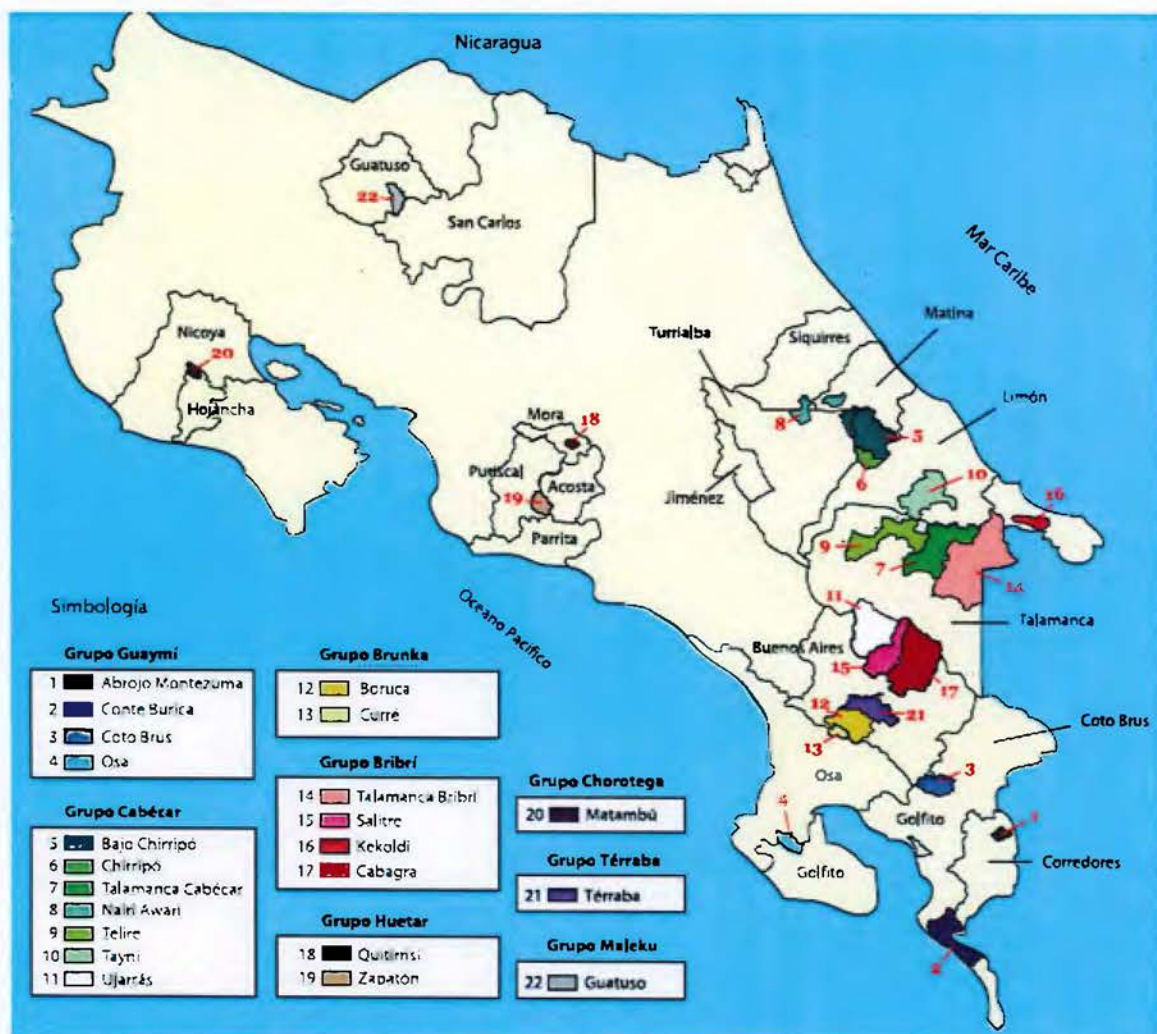 Nicaragua
Guatuso
22
San Carlos
Mar Caribe
Nicoya
20
Hojancha
Turrialba
Siquirres
Matina
Limón
8
5
6
10
Mora
18
Puriscal
Acosta
19
Parrita
Jiménez
16
9
7
14
Océano Pacífico
11
Talamanca
Buenos Aires
15
17
12
21
13
Coto Brus
Osa
3
4
Golfito
1
Corredores
Golfito
2
Simbología
Grupo Guaymí
1 Abrojo Montezuma
2 Conte Burica
3 Coto Brus
4 Osa
Grupo Cabécar
5 Bajo Chirripó
6 Chirripó
7 Talamanca Cabécar
8 Nairi Awari
9 Telire
10 Tayni
11 Ujarrás
Grupo Brunka
12 Boruca
13 Curré
Grupo Bribrí
14 Talamanca Bribrí
15 Salitre
16 Kekoldi
17 Cabagra
Grupo Huetar
18 Quitirrisí
19 Zapatón
Grupo Chorotega
20 Matambú
Grupo Térraba
21 Térraba
Grupo Maleku
22 Guatuso